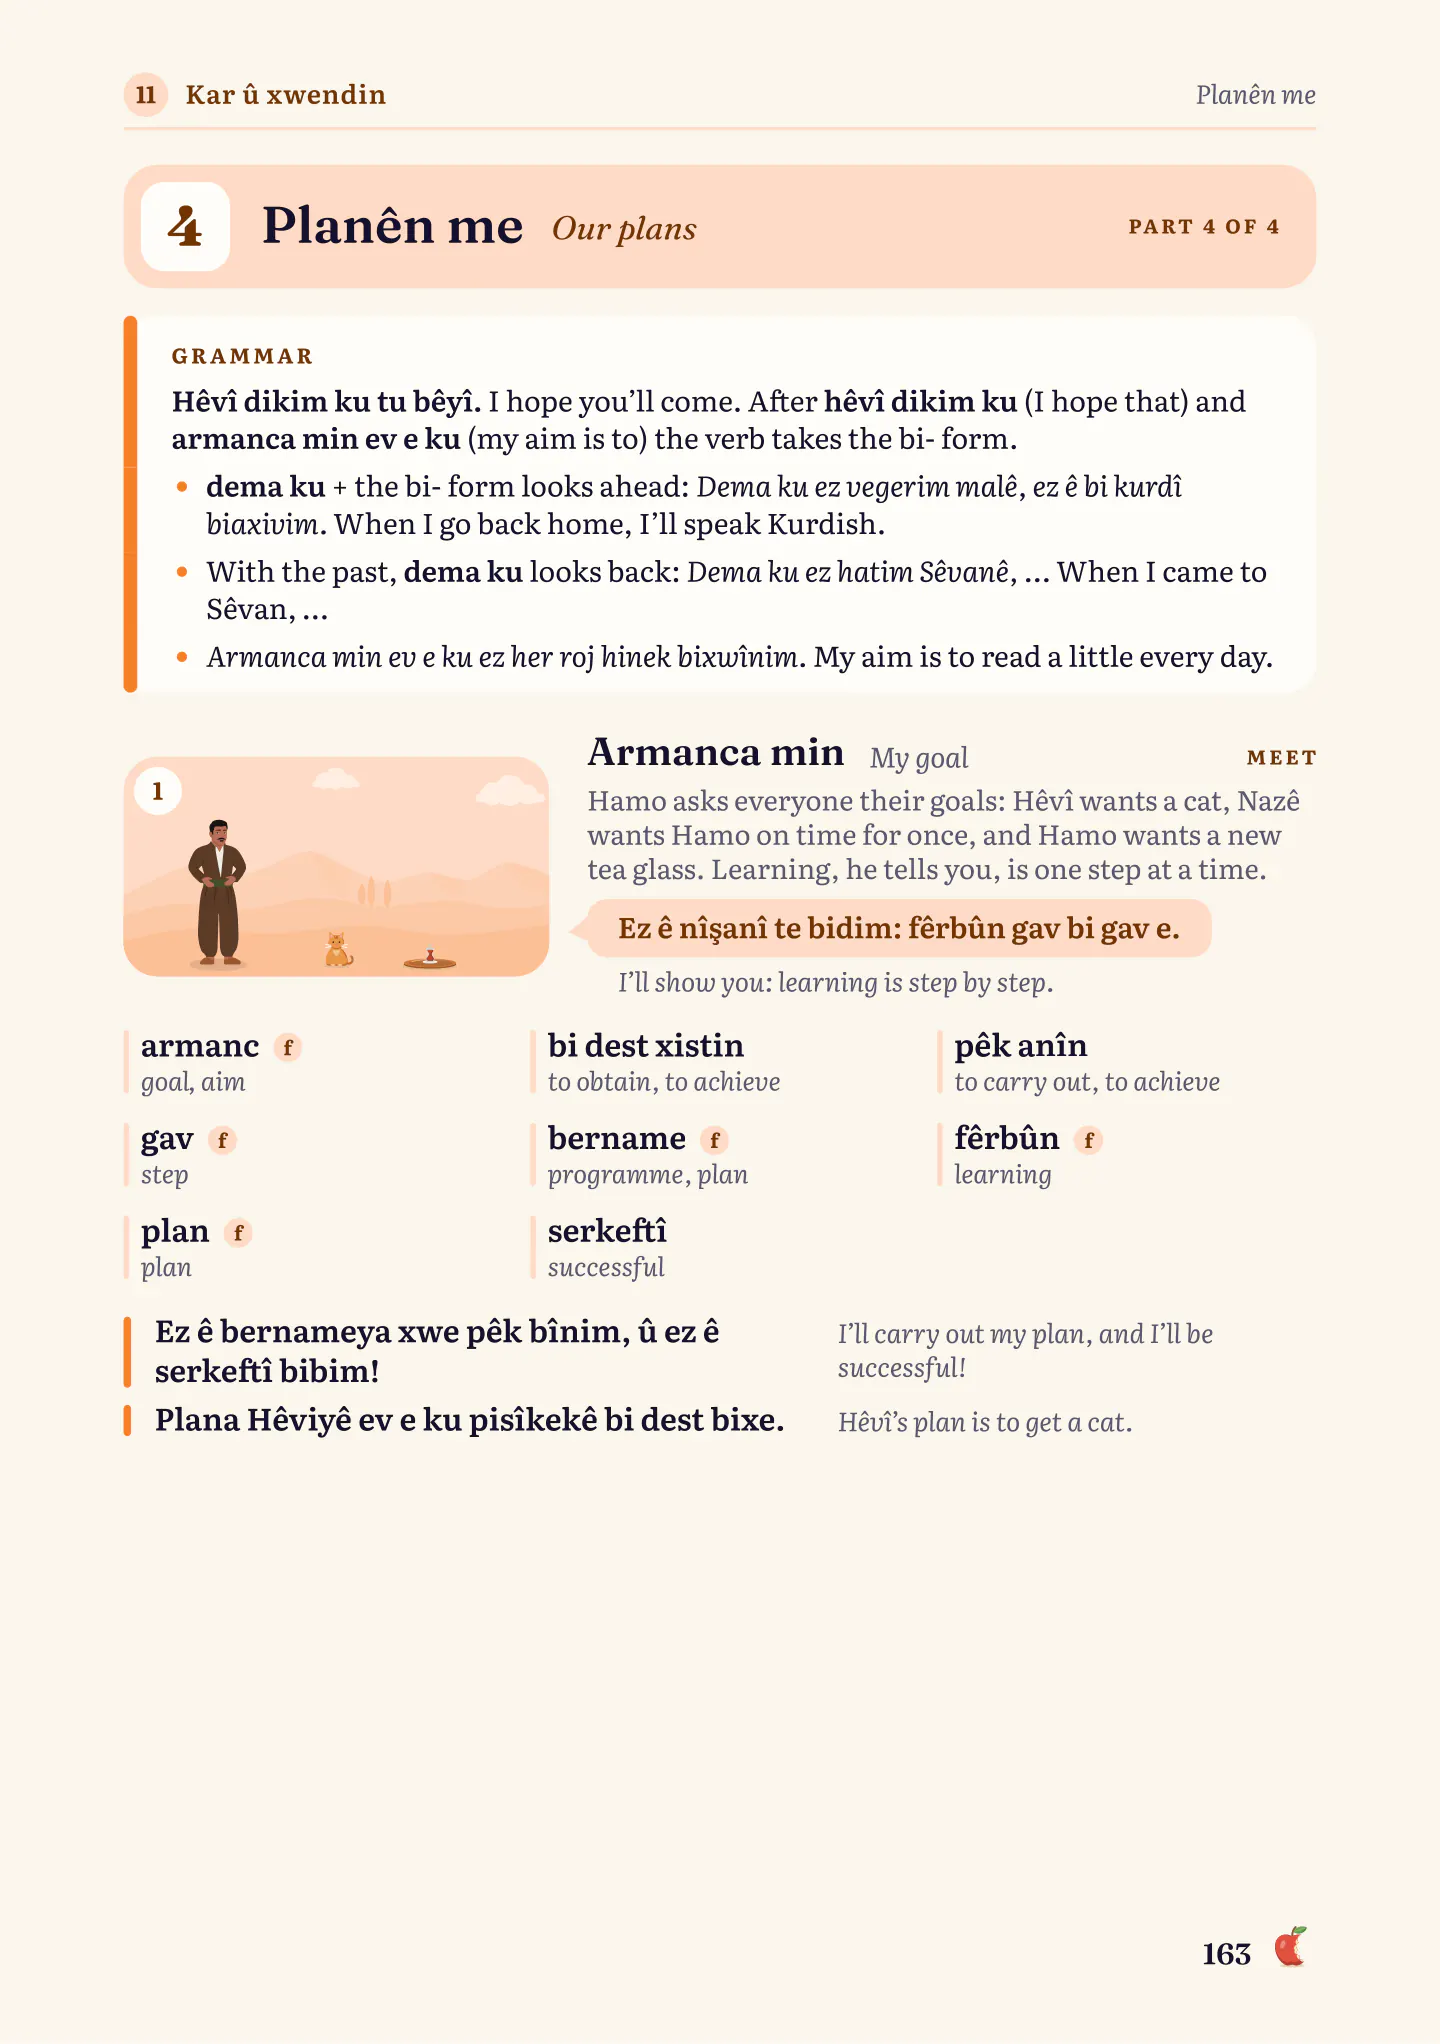 11 Kar û xwendin
Planên me
4 Planên me Our plans PART 4 OF 4
GRAMMAR
Hêvî dikim ku tu bêyî. I hope you’ll come. After hêvî dikim ku (I hope that) and
armanca min ev e ku (my aim is to) the verb takes the bi- form.
• dema ku + the bi- form looks ahead: Dema ku ez vegerim malê, ez ê bi kurdî
biaxivim. When I go back home, I’ll speak Kurdish.
• With the past, dema ku looks back: Dema ku ez hatim Sêvanê, … When I came to
Sêvan, …
• Armanca min ev e ku ez her roj hinek bixwînim. My aim is to read a little every day.
1
Armanca min My goal MEET
Hamo asks everyone their goals: Hêvî wants a cat, Nazê
wants Hamo on time for once, and Hamo wants a new
tea glass. Learning, he tells you, is one step at a time.
Ez ê nîşanî te bidim: fêrbûn gav bi gav e.
I’ll show you: learning is step by step.
armanc f
goal, aim
bi dest xistin
to obtain, to achieve
pêk anîn
to carry out, to achieve
gav f
step
bername f
programme, plan
fêrbûn f
learning
plan f
plan
serkeftî
successful
Ez ê bernameya xwe pêk bînim, û ez ê
serkeftî bibim!
I’ll carry out my plan, and I’ll be
successful!
Plana Hêviyê ev e ku pisîkekê bi dest bixe.
Hêvî’s plan is to get a cat.
163